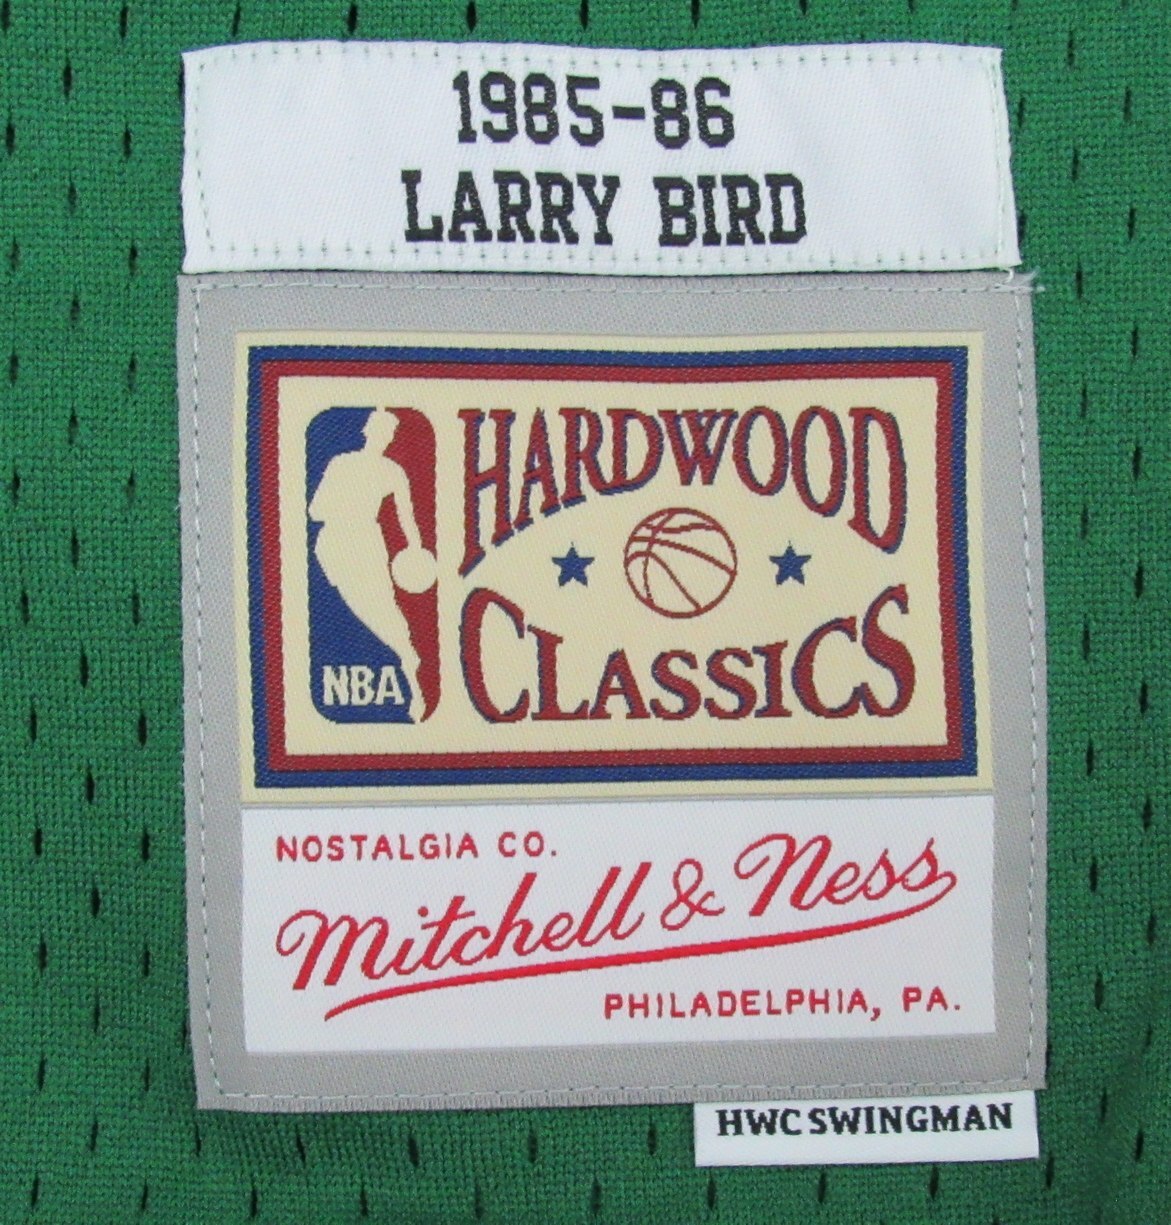 1985-86
LARRY BIRD
HARDWOOD
CLASSICS
NBA
NOSTALGIA CO.
Mitchell & Ness
PHILADELPHIA, PA.
HWC SWINGMAN